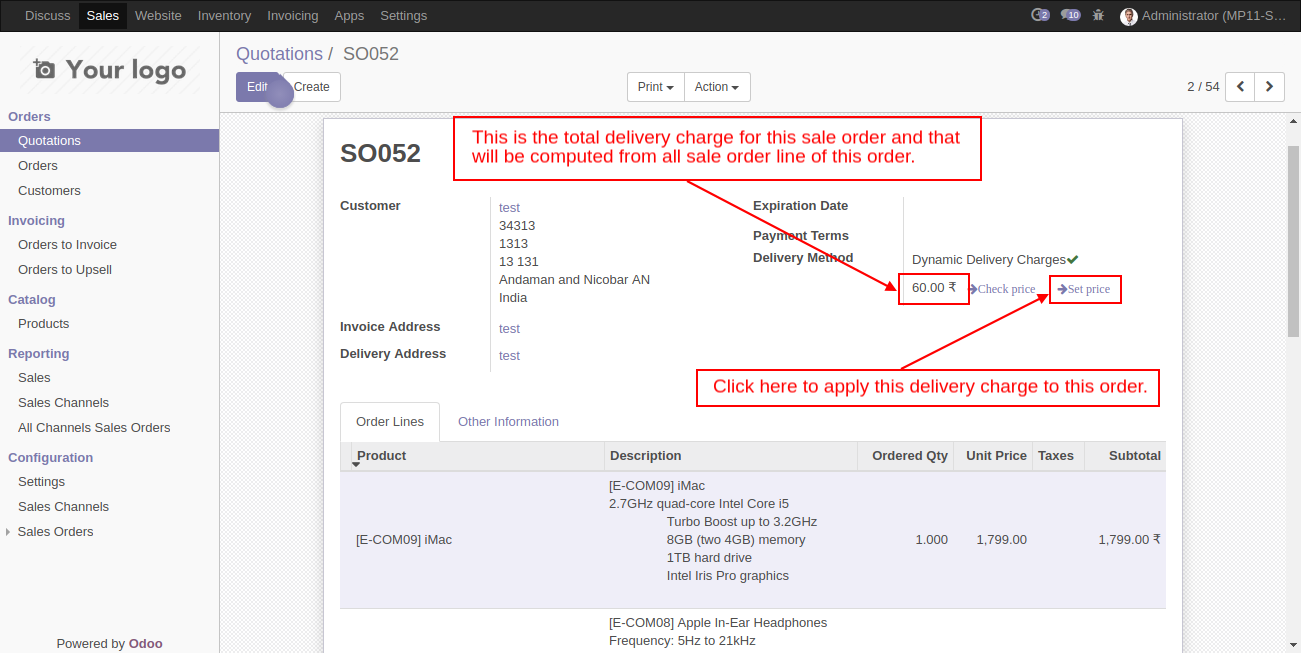 Discuss Sales Website Inventory Invoicing Apps Settings 2 10 Administrator (MP11-S...
Your logo
Orders
Quotations
Orders
Customers
Invoicing
Orders to Invoice
Orders to Upsell
Catalog
Products
Reporting
Sales
Sales Channels
All Channels Sales Orders
Configuration
Settings
Sales Channels
Sales Orders
Powered by Odoo
Quotations / SO052
Edit Create Print Action 2 / 54
This is the total delivery charge for this sale order and that
will be computed from all sale order line of this order.
SO052
Customer
test
34313
1313
13 131
Andaman and Nicobar AN
India
Invoice Address test
Delivery Address test
Expiration Date
Payment Terms
Delivery Method
Dynamic Delivery Charges
60.00 ₹ Check price Set price
Click here to apply this delivery charge to this order.
Order Lines Other Information
Product Description Ordered Qty Unit Price Taxes Subtotal
[E-COM09] iMac
2.7GHz quad-core Intel Core i5
Turbo Boost up to 3.2GHz
[E-COM09] iMac 8GB (two 4GB) memory 1.000 1,799.00 1,799.00 ₹
1TB hard drive
Intel Iris Pro graphics
[E-COM08] Apple In-Ear Headphones
Frequency: 5Hz to 21kHz